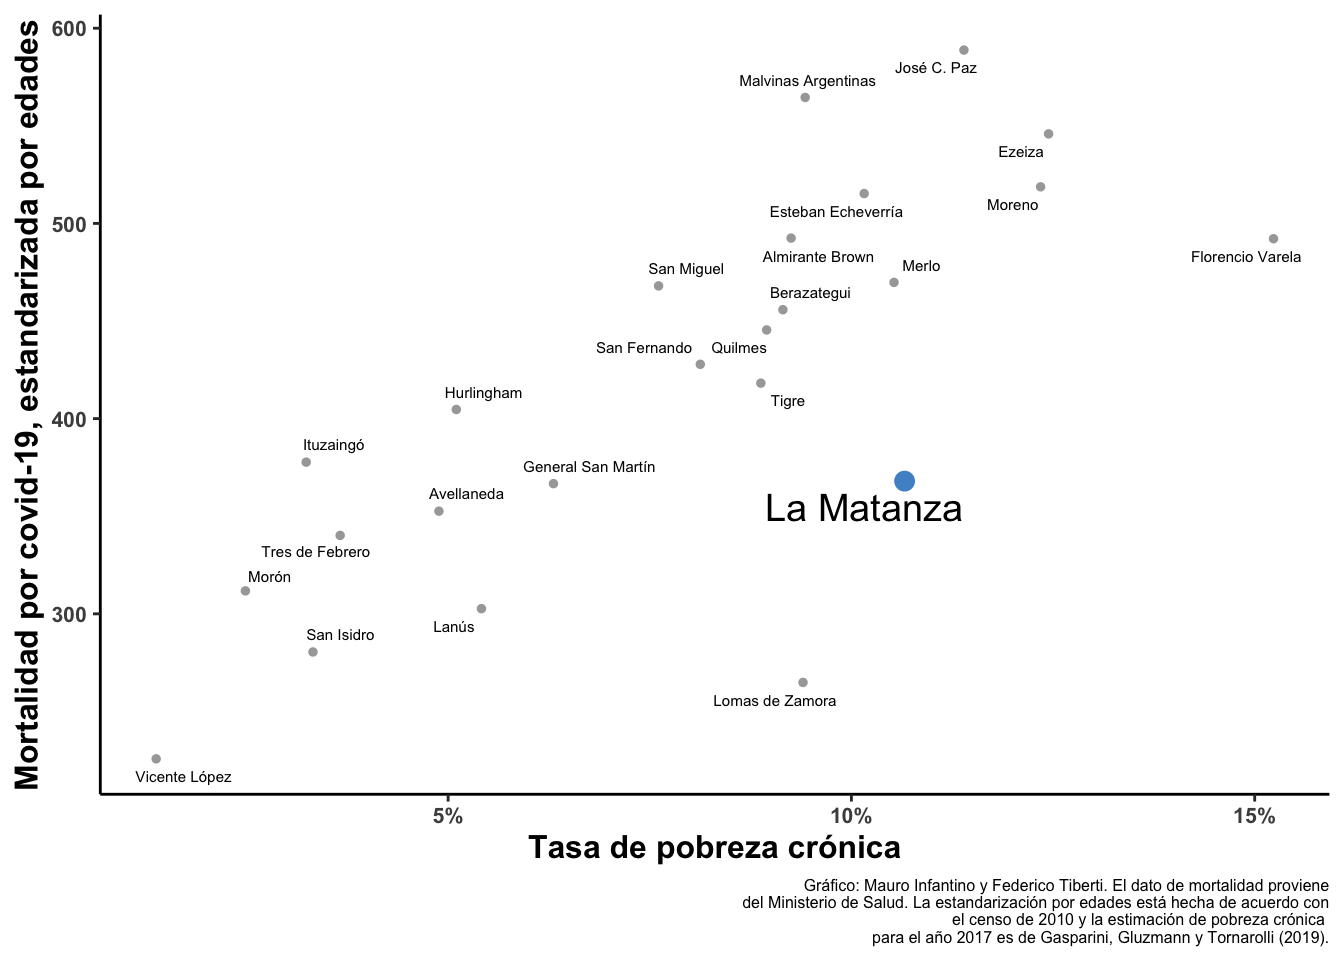 Mortalidad por covid-19, estandarizada por edades
600
500
400
300
José C. Paz
Malvinas Argentinas
Ezeiza
Moreno
Esteban Echeverría
Almirante Brown
Florencio Varela
Merlo
San Miguel
Berazategui
San Fernando
Quilmes
Tigre
Hurlingham
Ituzaingó
General San Martín
Avellaneda
La Matanza
Tres de Febrero
Morón
Lanús
San Isidro
Lomas de Zamora
Vicente López
5%
10%
15%
Tasa de pobreza crónica
Gráfico: Mauro Infantino y Federico Tiberti. El dato de mortalidad proviene
del Ministerio de Salud. La estandarización por edades está hecha de acuerdo con
el censo de 2010 y la estimación de pobreza crónica
para el año 2017 es de Gasparini, Gluzmann y Tornarolli (2019).